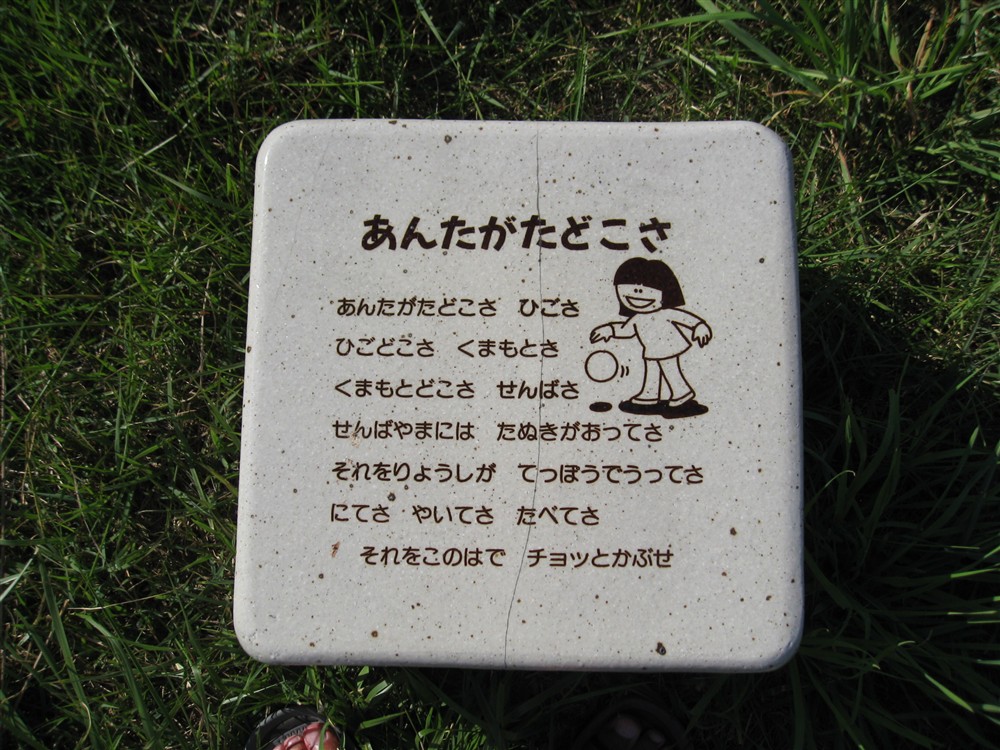 あんたがたどこさ
あんたがたどこさ　ひごさ
ひごどこさ　くまもとさ
くまもとどこさ　せんばさ
せんばやまには　たぬきがおってさ
それをりょうしが　てっぽうでうってさ
にてさ　やいてさ　たべてさ
それをこのはで　チョッとかぶせ